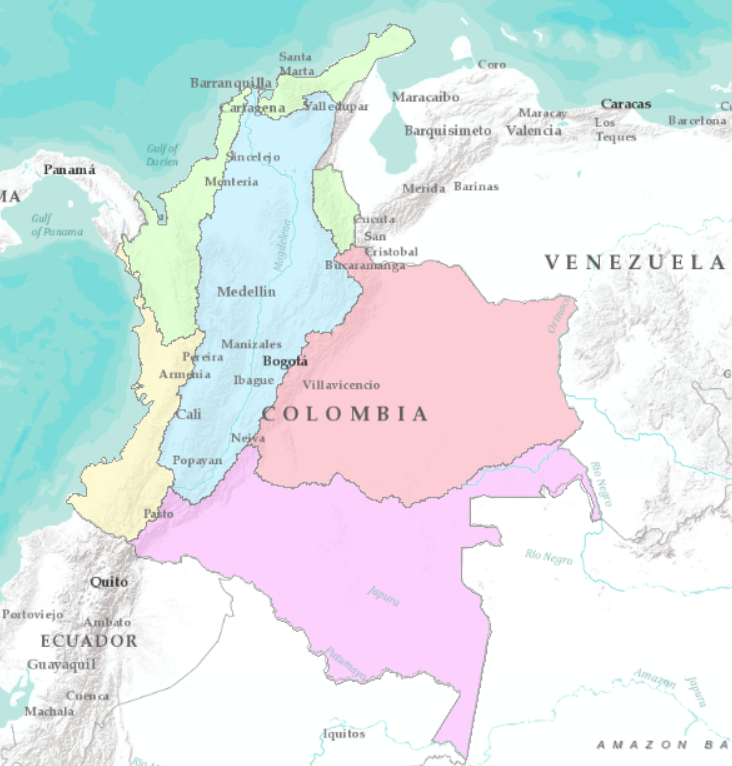 Santa
Marta
Coro
Barranquilla
Maracaibo
Cartagena
Valledupar
Caracas
Maracay
Barquisimeto
Valencia
Los
Teques
Barcelona
Gulf of
Darien
Sincelejo
Panamá
Monteria
Merida
Barinas
MA
Gulf
of Panama
Cucuta
San
Cristobal
Magdalena
Bucaramanga
VENEZUELA
Medellin
Orinoco
Manizales
Pereira
Bogotá
Armenia
Ibague
Villavicencio
Cali
COLOMBIA
Neiva
Popayan
Rio Negro
Pasto
Rio Negro
Quito
Japura
Portoviejo
Ambato
ECUADOR
Guayaquil
Putumayo
Cuenca
Amazon
Japura
Machala
Iquitos
AMAZON BA